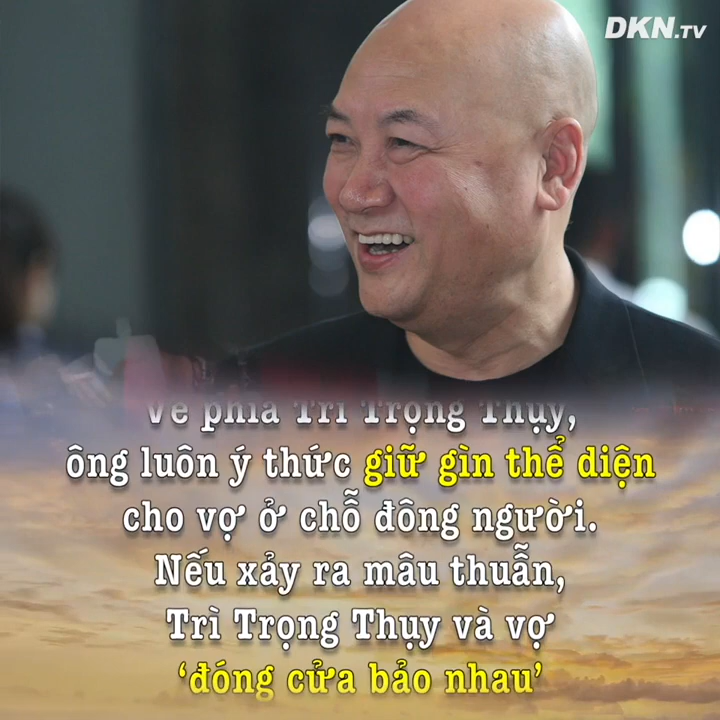 DKN.TV
Về phía Trì Trọng Thụy,
ông luôn ý thức giữ gìn thể diện
cho vợ ở chỗ đông người.
Nếu xảy ra mâu thuẫn,
Trì Trọng Thụy và vợ
‘đóng cửa bảo nhau’